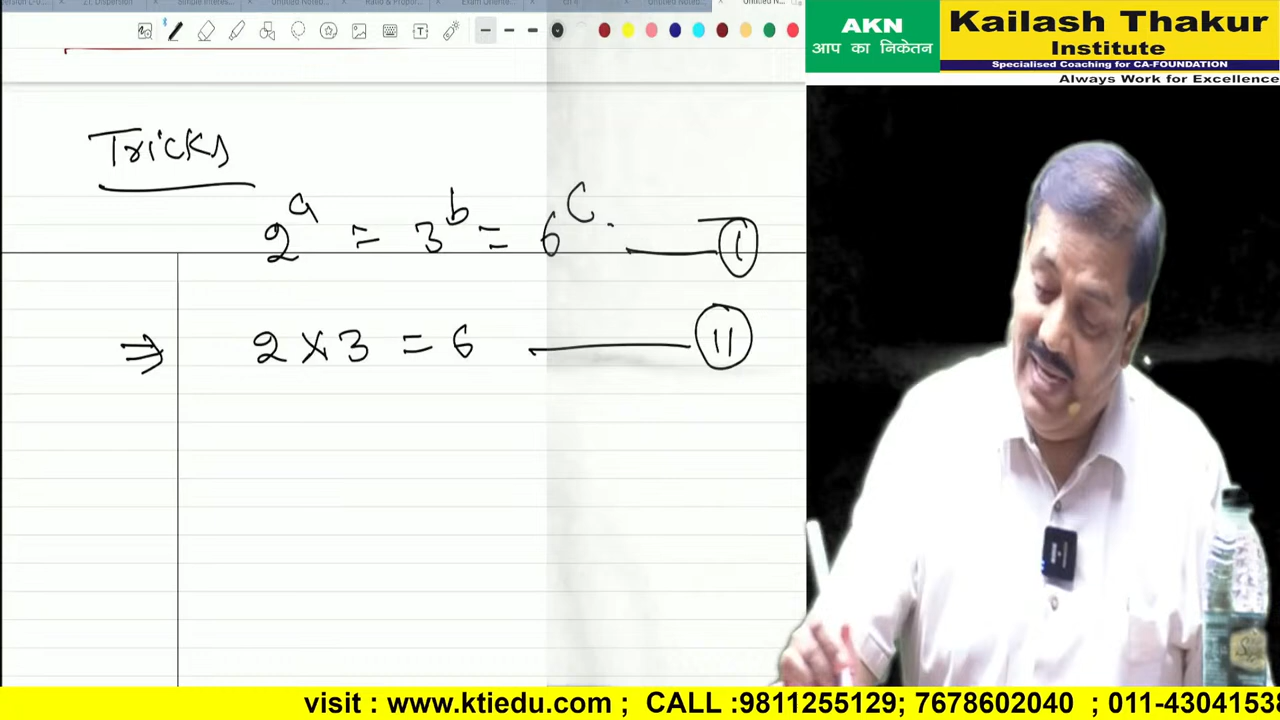 AKN
आप का निकेतन
Kailash Thakur
Institute
Specialised Coaching for CA-FOUNDATION
Always Work for Excellence
Tricks
2^a = 3^b = 6^c. — I
⇒ 2 × 3 = 6 — II
visit : www.ktiedu.com ; CALL :9811255129; 7678602040 ; 011-4304153